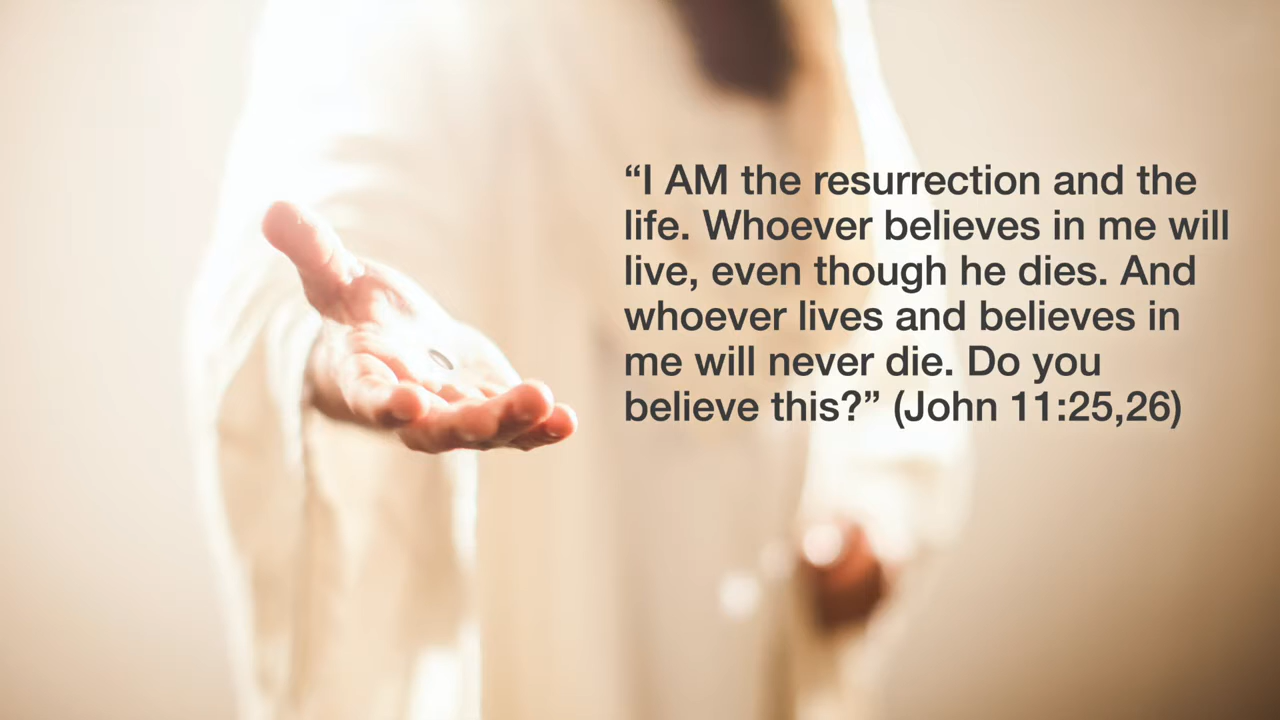 “I AM the resurrection and the
life. Whoever believes in me will
live, even though he dies. And
whoever lives and believes in
me will never die. Do you
believe this?” (John 11:25,26)